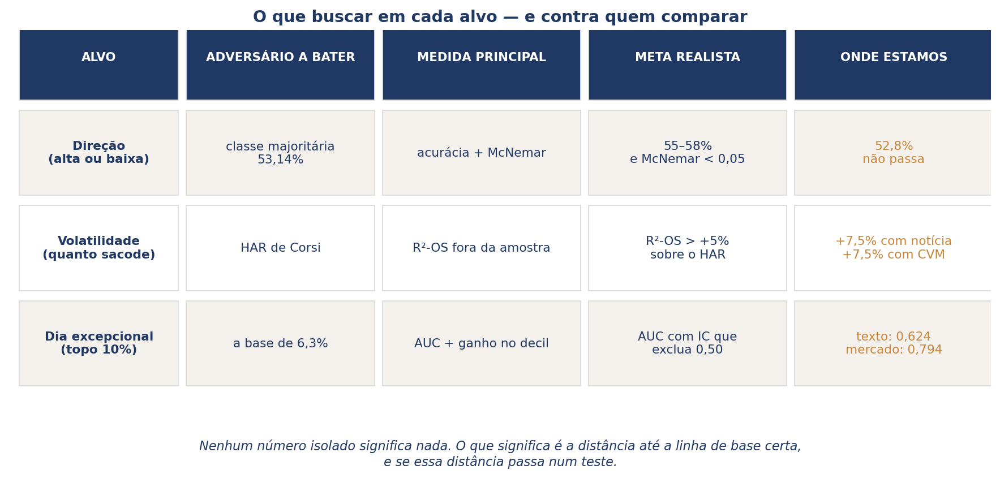 O que buscar em cada alvo — e contra quem comparar
ALVO
ADVERSÁRIO A BATER
MEDIDA PRINCIPAL
META REALISTA
ONDE ESTAMOS
Direção
(alta ou baixa)
classe majoritária
53,14%
acurácia + McNemar
55–58%
e McNemar < 0,05
52,8%
não passa
Volatilidade
(quanto sacode)
HAR de Corsi
R²-OS fora da amostra
R²-OS > +5%
sobre o HAR
+7,5% com notícia
+7,5% com CVM
Dia excepcional
(topo 10%)
a base de 6,3%
AUC + ganho no decil
AUC com IC que
exclua 0,50
texto: 0,624
mercado: 0,794
Nenhum número isolado significa nada. O que significa é a distância até a linha de base certa,
e se essa distância passa num teste.